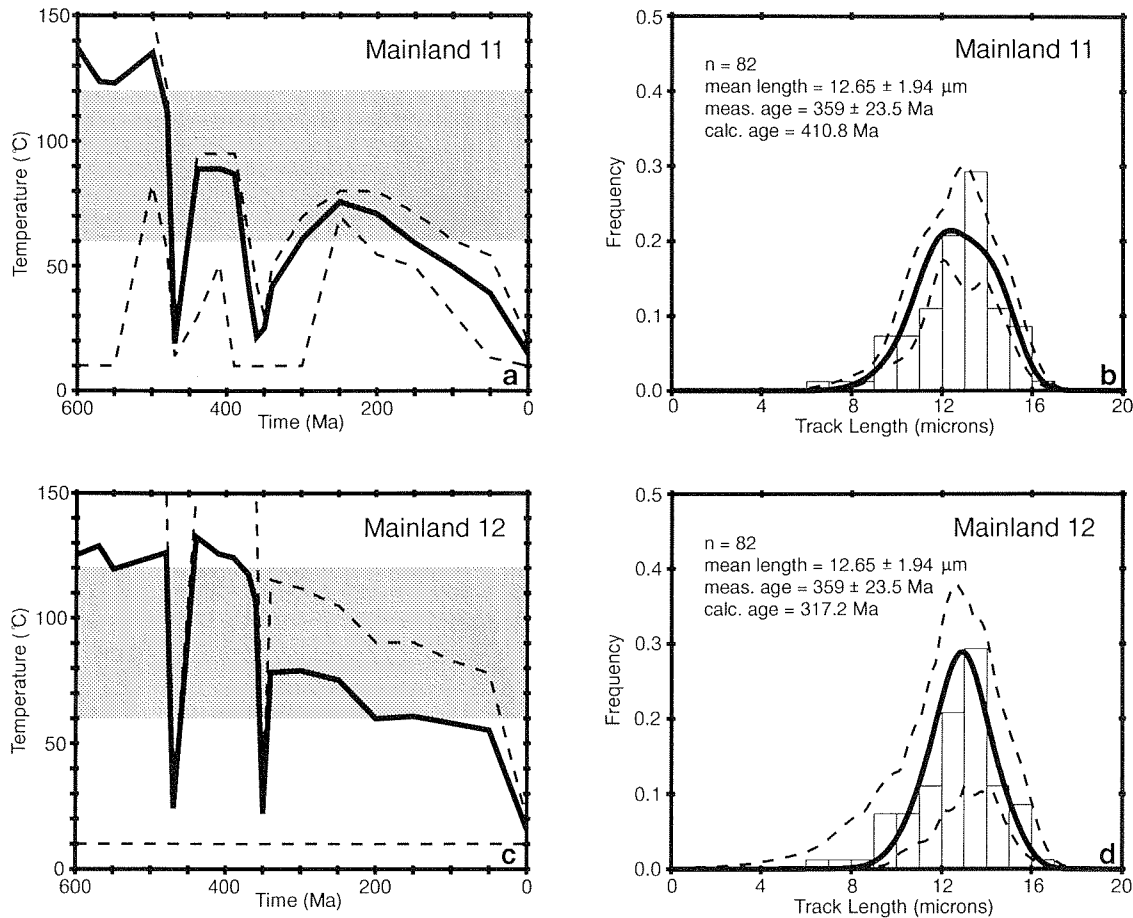 Mainland 11
150
100
50
0
Temperature (°C)
600
400
200
0
Time (Ma)
a
Mainland 11
n = 82
mean length = 12.65 ± 1.94 µm
meas. age = 359 ± 23.5 Ma
calc. age = 410.8 Ma
0.5
0.4
0.3
0.2
0.1
0.0
Frequency
0
4
8
12
16
20
Track Length (microns)
b
Mainland 12
150
100
50
0
Temperature (°C)
600
400
200
0
Time (Ma)
c
Mainland 12
n = 82
mean length = 12.65 ± 1.94 µm
meas. age = 359 ± 23.5 Ma
calc. age = 317.2 Ma
0.5
0.4
0.3
0.2
0.1
0.0
Frequency
0
4
8
12
16
20
Track Length (microns)
d